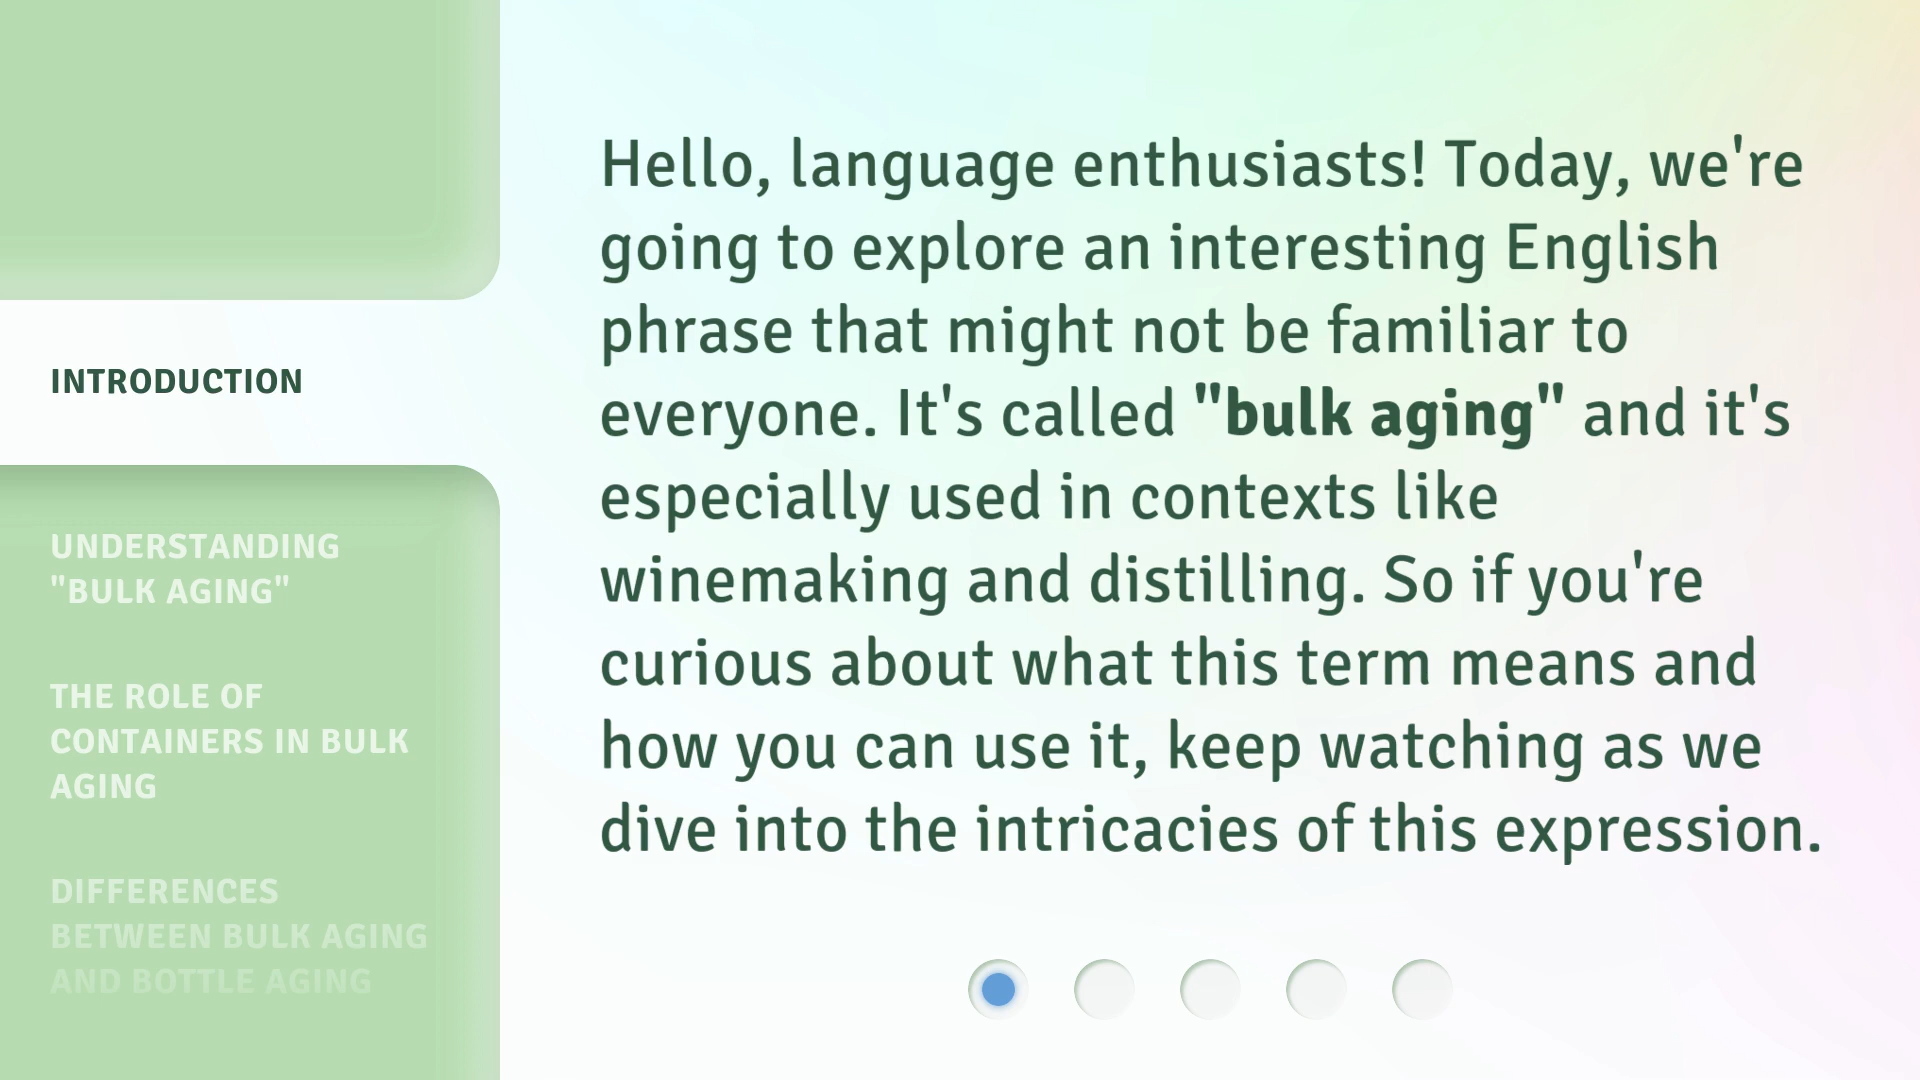 INTRODUCTION
UNDERSTANDING
"BULK AGING"
THE ROLE OF
CONTAINERS IN BULK
AGING
DIFFERENCES
BETWEEN BULK AGING
AND BOTTLE AGING
Hello, language enthusiasts! Today, we're
going to explore an interesting English
phrase that might not be familiar to
everyone. It's called "bulk aging" and it's
especially used in contexts like
winemaking and distilling. So if you're
curious about what this term means and
how you can use it, keep watching as we
dive into the intricacies of this expression.